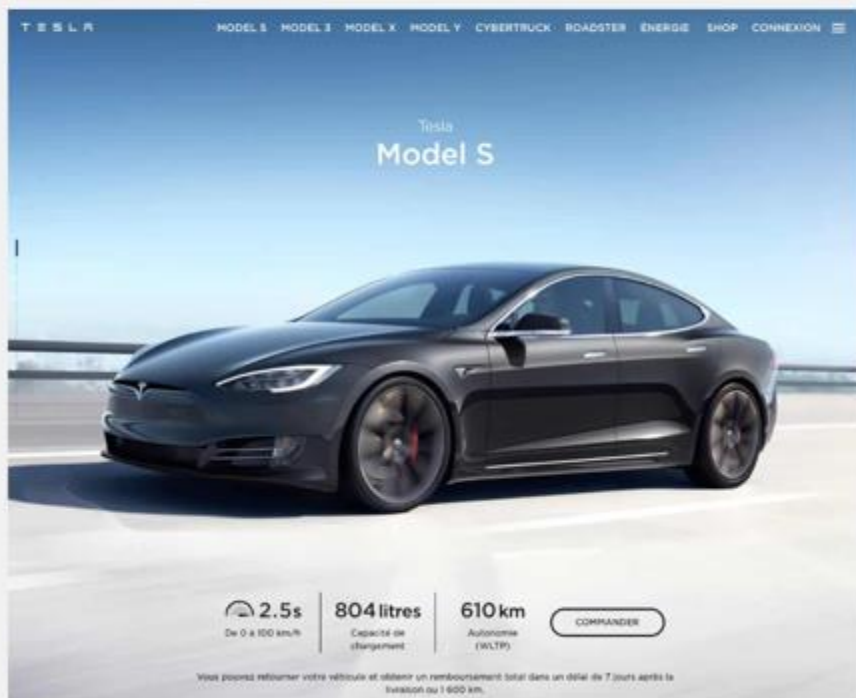 TESLA
MODEL S MODEL 3 MODEL X MODEL Y CYBERTRUCK ROADSTER ÉNERGIE SHOP CONNEXION
Tesla
Model S
2.5s
De 0 à 100 km/h
804 litres
Capacité de
chargement
610 km
Autonomie
(WLTP)
COMMANDER
Vous pouvez retourner votre véhicule et obtenir un remboursement total dans un délai de 7 jours après la
livraison ou 1 600 km.